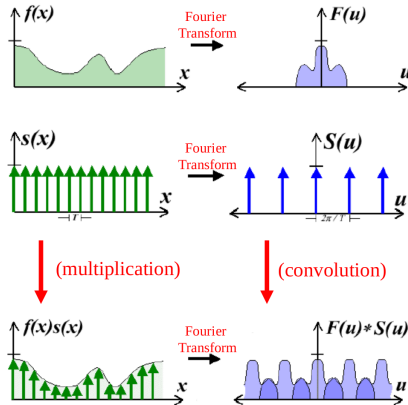 f(x)
x
Fourier
Transform
F(u)
u
s(x)
x
T
Fourier
Transform
S(u)
u
2π/T
(multiplication)
(convolution)
f(x)s(x)
x
Fourier
Transform
F(u)*S(u)
u